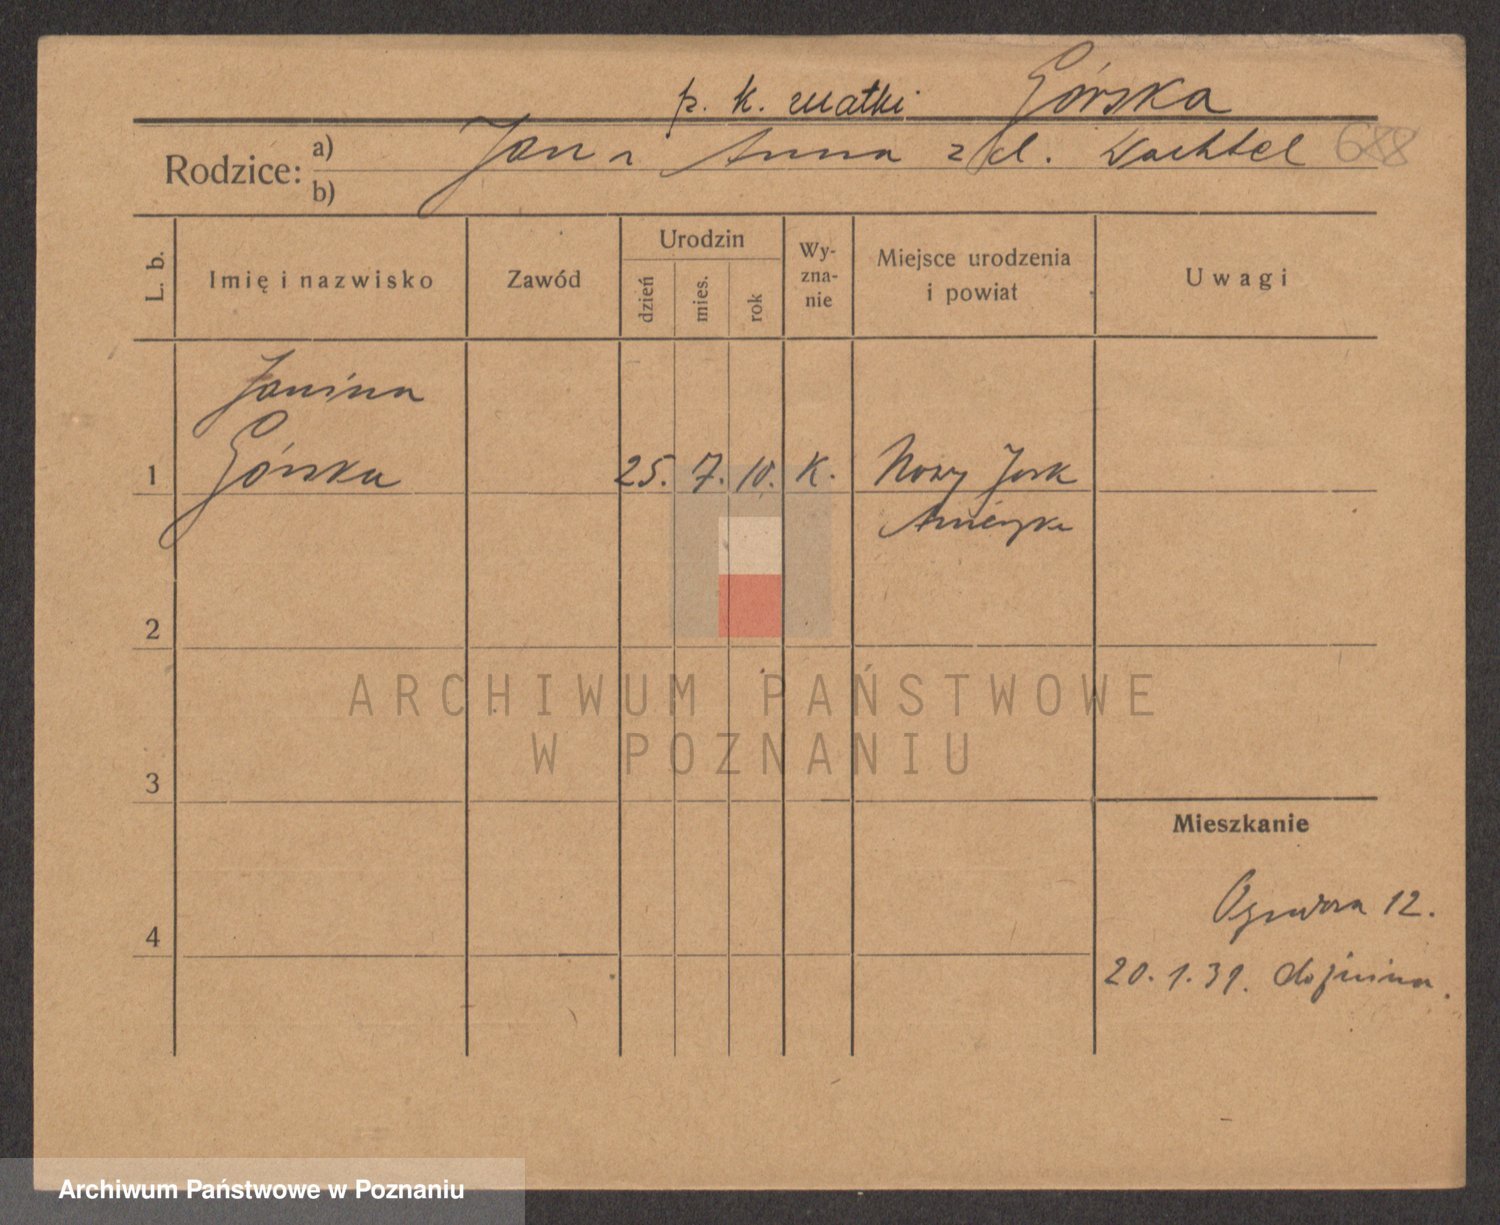 p. k. matki Górska
Rodzice: a) Jan i Anna z d. Wachtel 688
b)
L. b. Imię i nazwisko Zawód Urodzin dzień mies. rok Wy-zna-nie Miejsce urodzenia i powiat Uwagi
Janina
1 Górska 25. 7. 10. K. Nowy Jork
Ameryka
2
ARCHIWUM PAŃSTWOWE
W POZNANIU
3
Mieszkanie
Ogrodowa 12.
4
20. 1. 31.
Archiwum Państwowe w Poznaniu